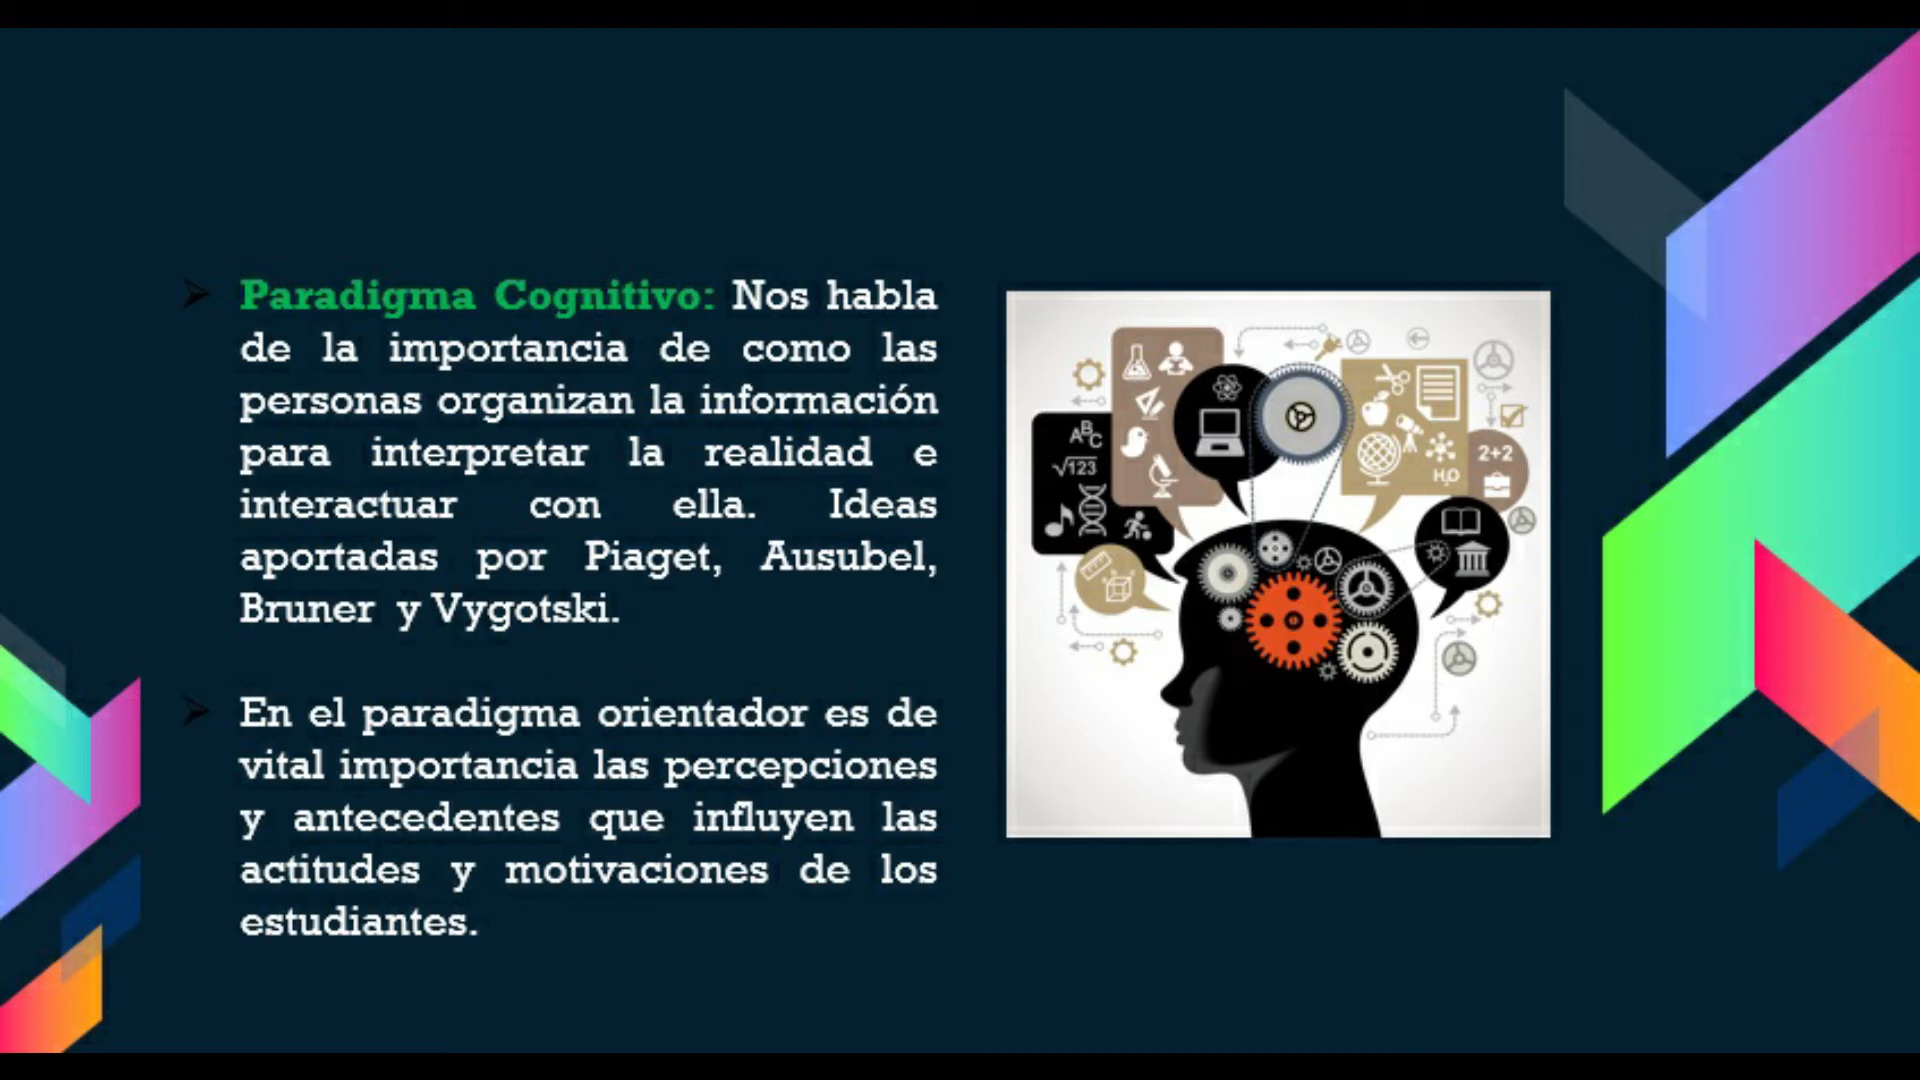 Paradigma Cognitivo: Nos habla
de la importancia de como las
personas organizan la información
para interpretar la realidad e
interactuar con ella. Ideas
aportadas por Piaget, Ausubel,
Bruner y Vygotski.
En el paradigma orientador es de
vital importancia las percepciones
y antecedentes que influyen las
actitudes y motivaciones de los
estudiantes.
ABC
√123
2+2
H₂O